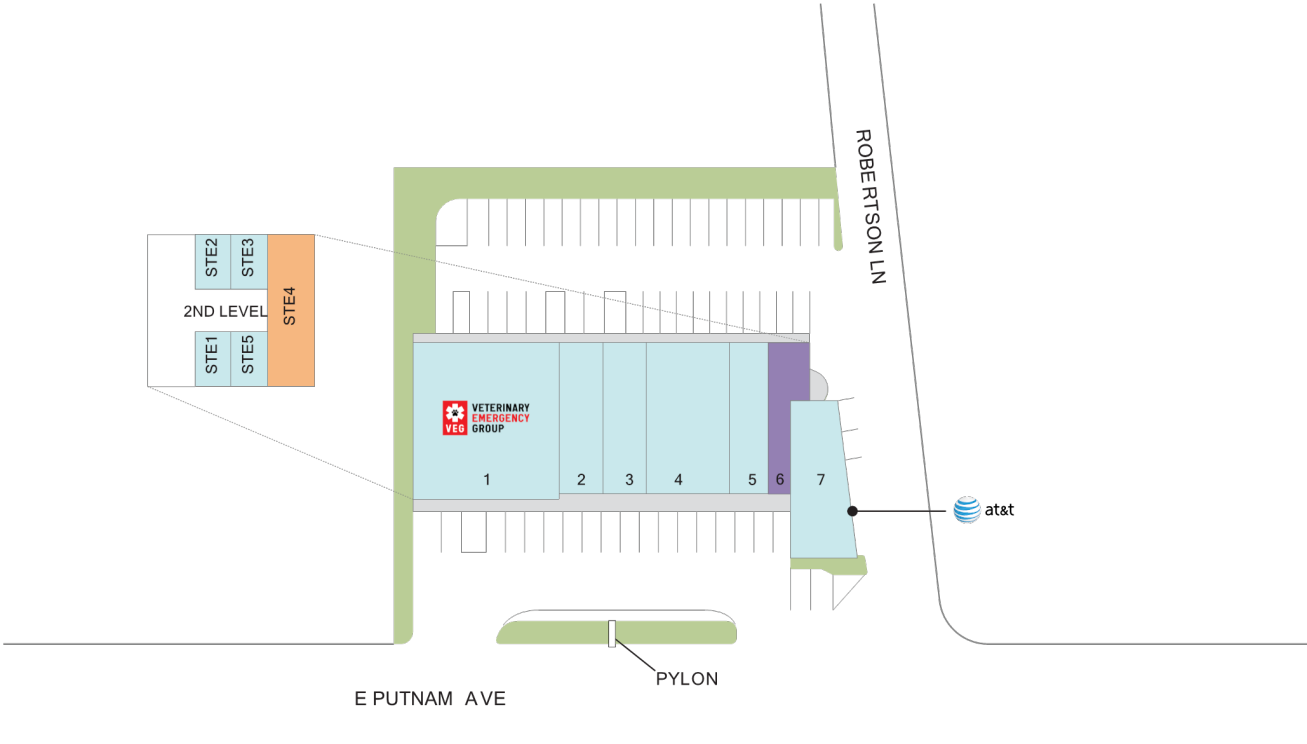 ROBERTSON LN
STE2
STE3
STE4
2ND LEVEL
STE1
STE5
VEG
VETERINARY
EMERGENCY
GROUP
1
2
3
4
5
6
7
at&t
PYLON
E PUTNAM AVE